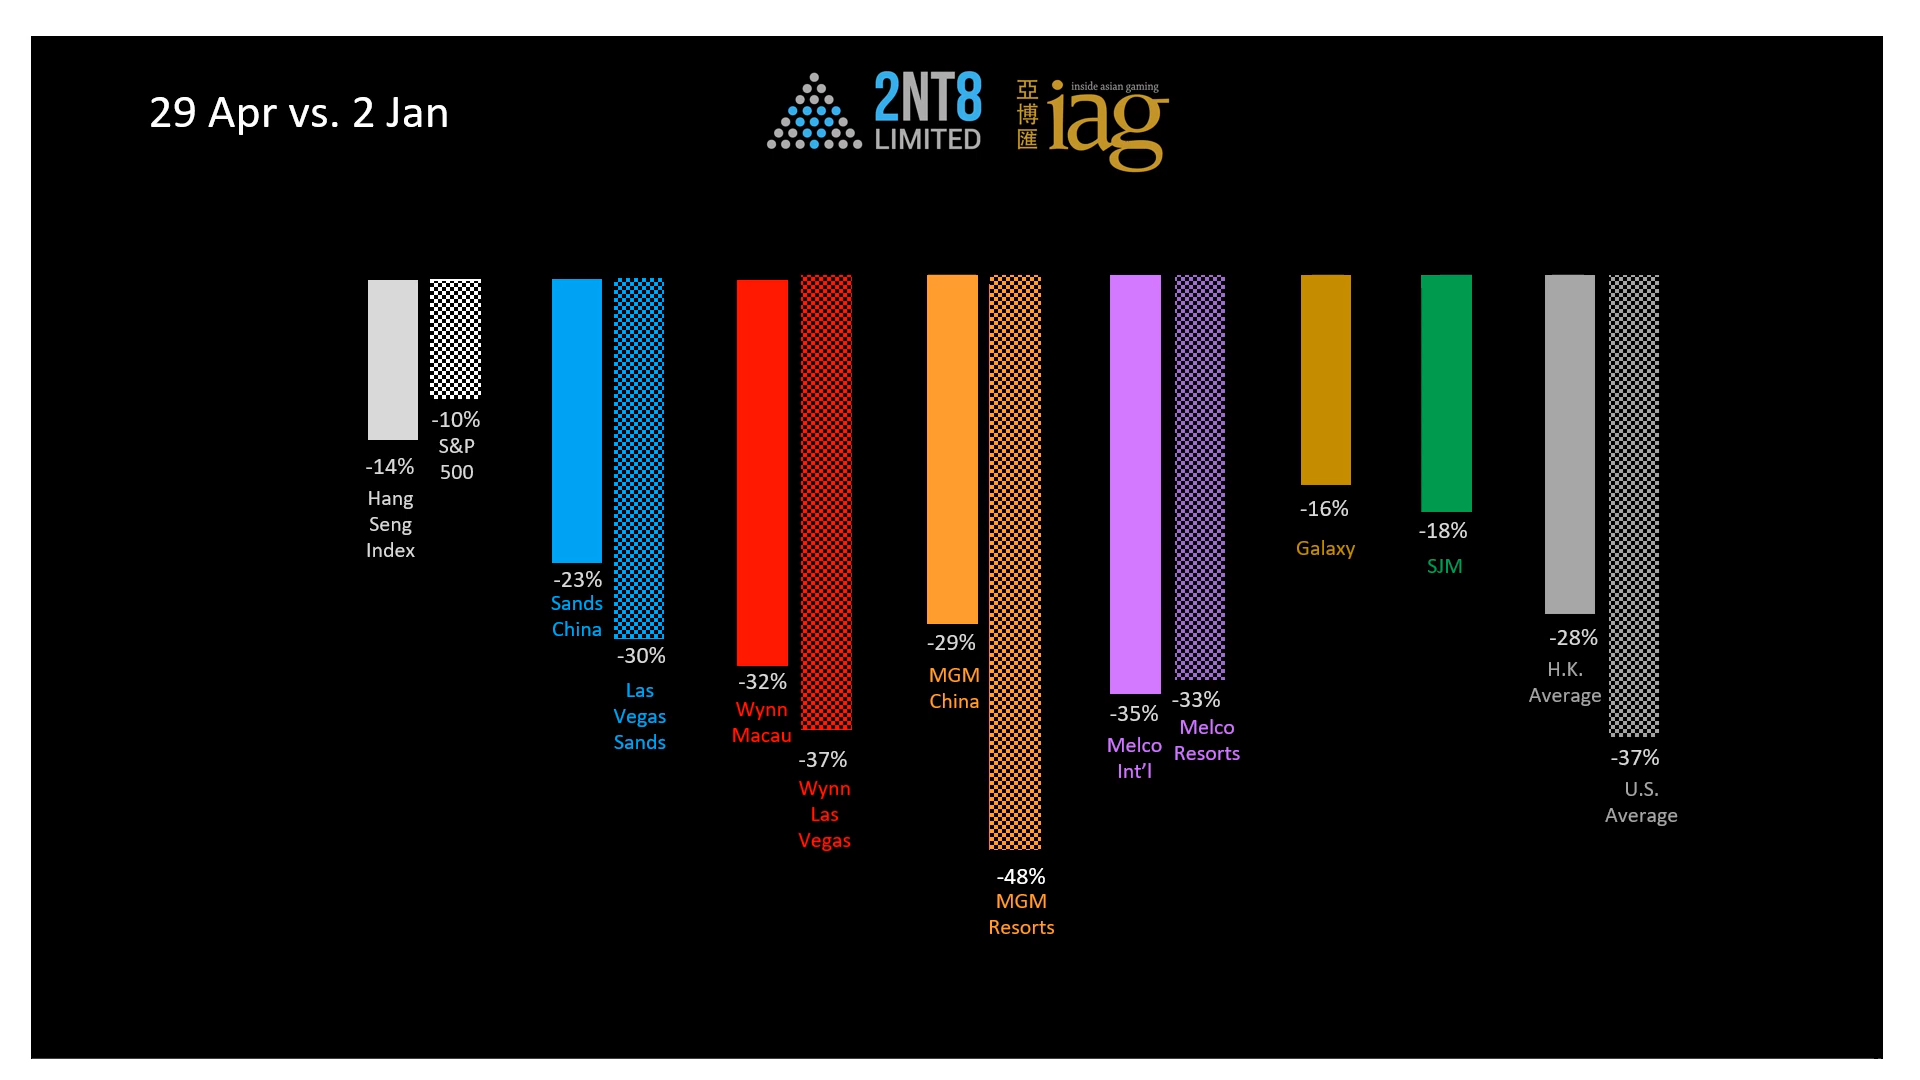 29 Apr vs. 2 Jan
2NT8
LIMITED
亞
博
匯
inside asian gaming
iag
-14%
Hang
Seng
Index
-10%
S&P
500
-23%
Sands
China
-30%
Las
Vegas
Sands
-32%
Wynn
Macau
-37%
Wynn
Las
Vegas
-29%
MGM
China
-48%
MGM
Resorts
-35%
Melco
Int’l
-33%
Melco
Resorts
-16%
Galaxy
-18%
SJM
-28%
H.K.
Average
-37%
U.S.
Average